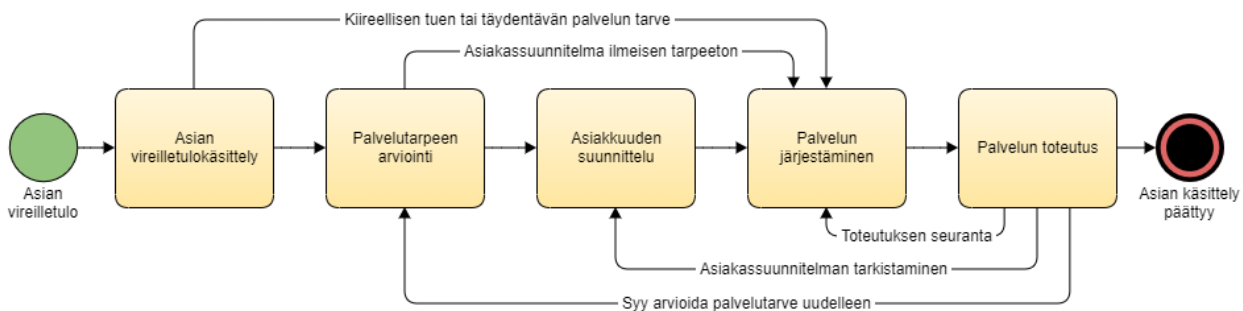 Kiireellisen tuen tai täydentävän palvelun tarve
Asiakassuunnitelma ilmeisen tarpeeton
Asian
vireilletulo
Asian
vireilletulokäsittely
Palvelutarpeen
arviointi
Asiakkuuden
suunnittelu
Palvelun
järjestäminen
Palvelun toteutus
Asian käsittely
päättyy
Toteutuksen seuranta
Asiakassuunnitelman tarkistaminen
Syy arvioida palvelutarve uudelleen